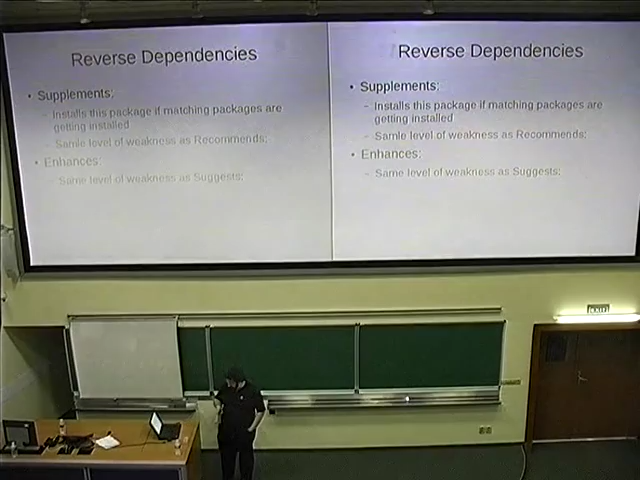 Reverse Dependencies
• Supplements:
– Installs this package if matching packages are
getting installed
– Same level of weakness as Recommends:
• Enhances:
– Same level of weakness as Suggests:
Reverse Dependencies
• Supplements:
– Installs this package if matching packages are
getting installed
– Same level of weakness as Recommends:
• Enhances:
– Same level of weakness as Suggests:
EXIT